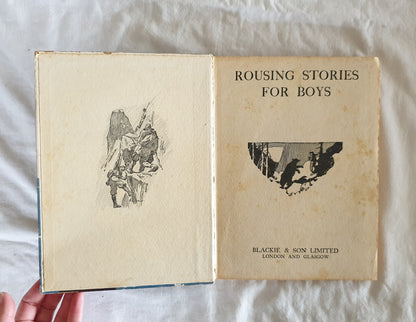 ROUSING STORIES
FOR BOYS
BLACKIE & SON LIMITED
LONDON AND GLASGOW